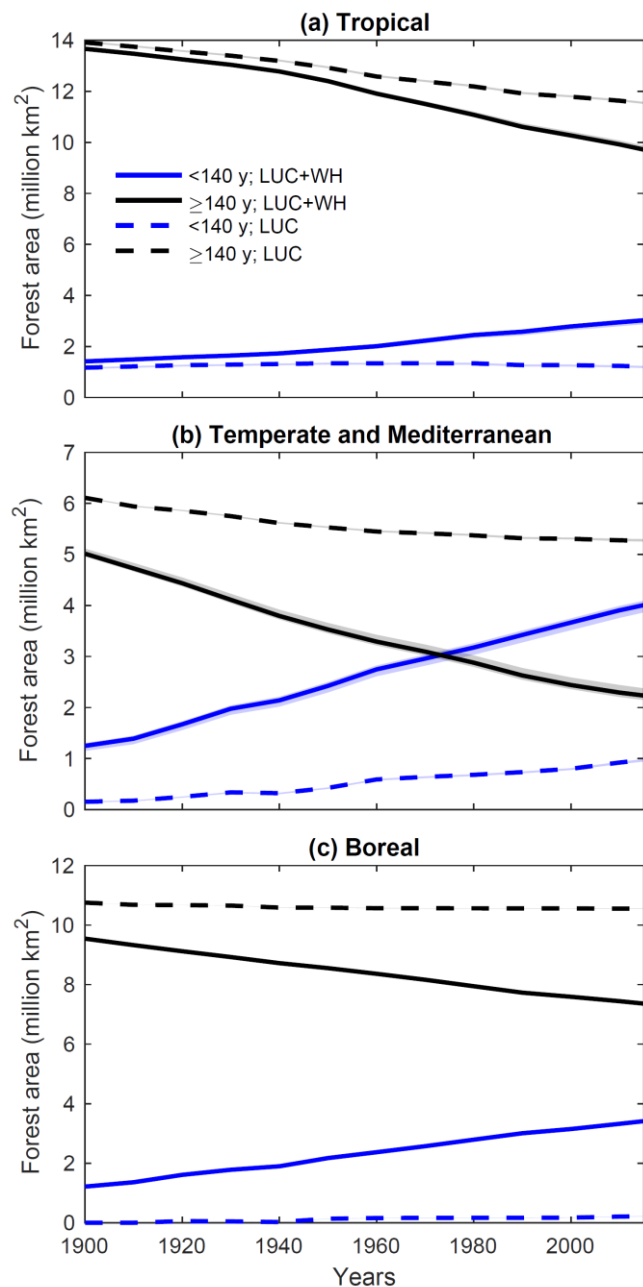 (a) Tropical
14
12
10
8
6
4
2
0
Forest area (million km²)
<140 y; LUC+WH
≥140 y; LUC+WH
<140 y; LUC
≥140 y; LUC
(b) Temperate and Mediterranean
7
6
5
4
3
2
1
0
Forest area (million km²)
(c) Boreal
12
10
8
6
4
2
0
Forest area (million km²)
1900 1920 1940 1960 1980 2000
Years